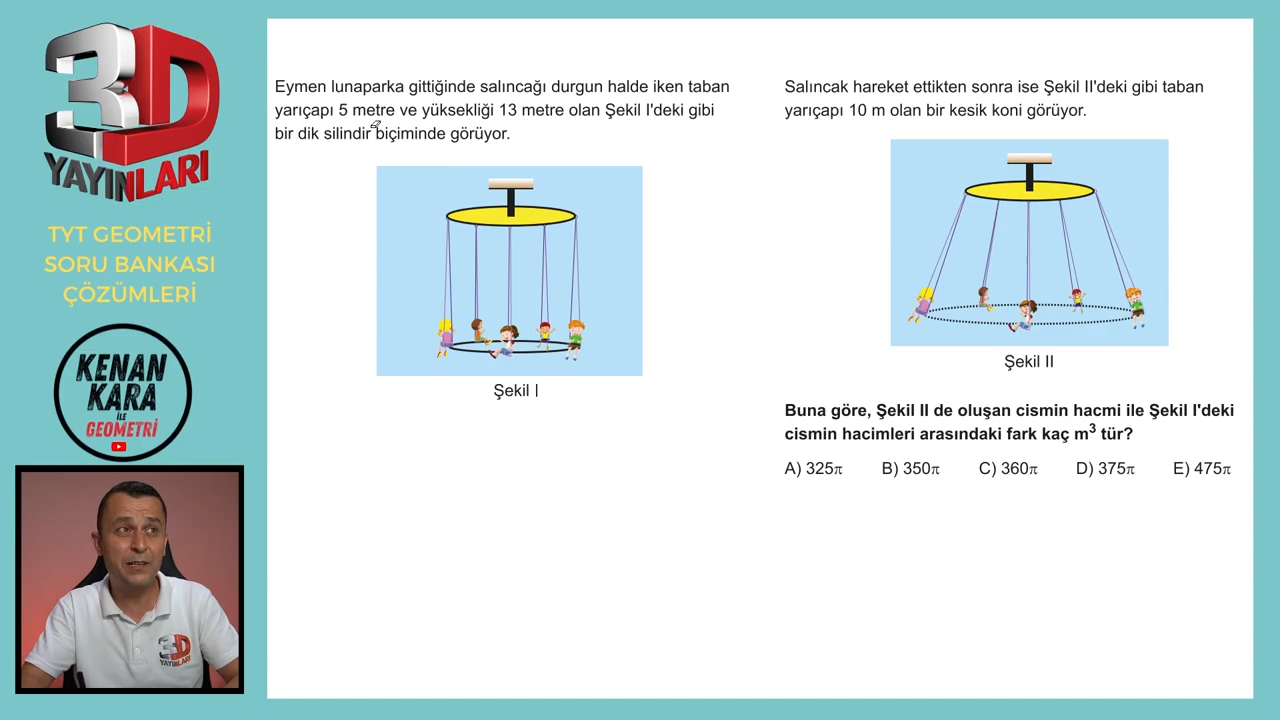 3D
YAYINLARI
TYT GEOMETRİ
SORU BANKASI
ÇÖZÜMLERİ
KENAN
KARA
İLE
GEOMETRİ
3D
YAYINLARI
Eymen lunaparka gittiğinde salıncağı durgun halde iken taban
yarıçapı 5 metre ve yüksekliği 13 metre olan Şekil I'deki gibi
bir dik silindir biçiminde görüyor.
Şekil I
Salıncak hareket ettikten sonra ise Şekil II'deki gibi taban
yarıçapı 10 m olan bir kesik koni görüyor.
Şekil II
Buna göre, Şekil II de oluşan cismin hacmi ile Şekil I'deki
cismin hacimleri arasındaki fark kaç m³ tür?
A) 325π B) 350π C) 360π D) 375π E) 475π